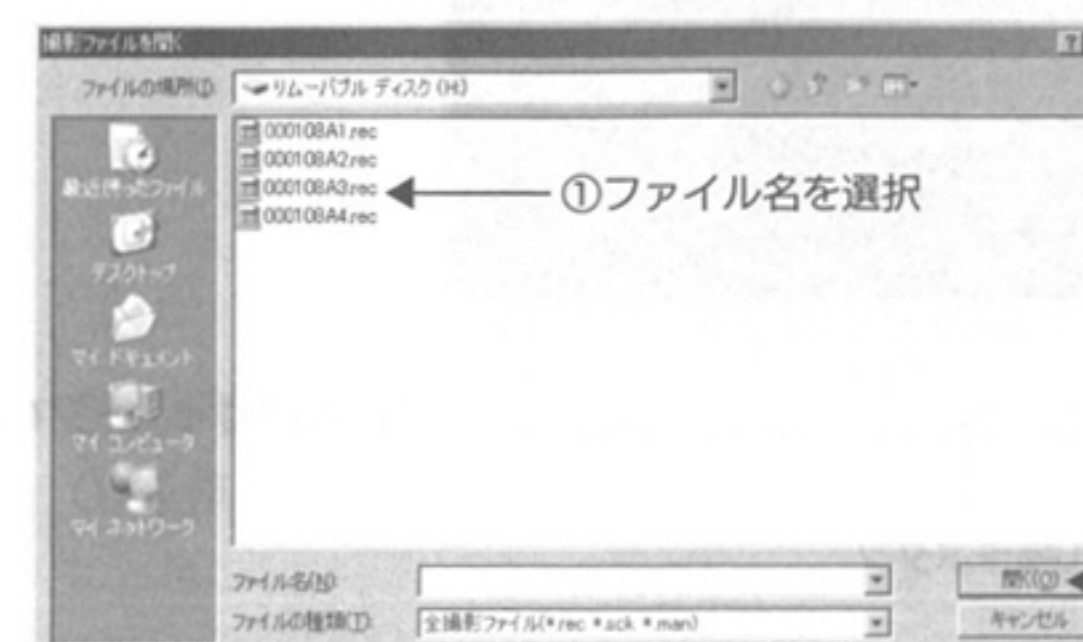 撮影ファイルを開く
ファイルの場所(I): リムーバブル ディスク (H:)
000108A1.rec
000108A2.rec
000108A3.rec
000108A4.rec
①ファイル名を選択
最近使ったファイル
デスクトップ
マイ ドキュメント
マイ コンピュータ
マイ ネットワーク
ファイル名(N):
開く(O)
ファイルの種類(T): 全撮影ファイル(*.rec *.sck *.man)
キャンセル